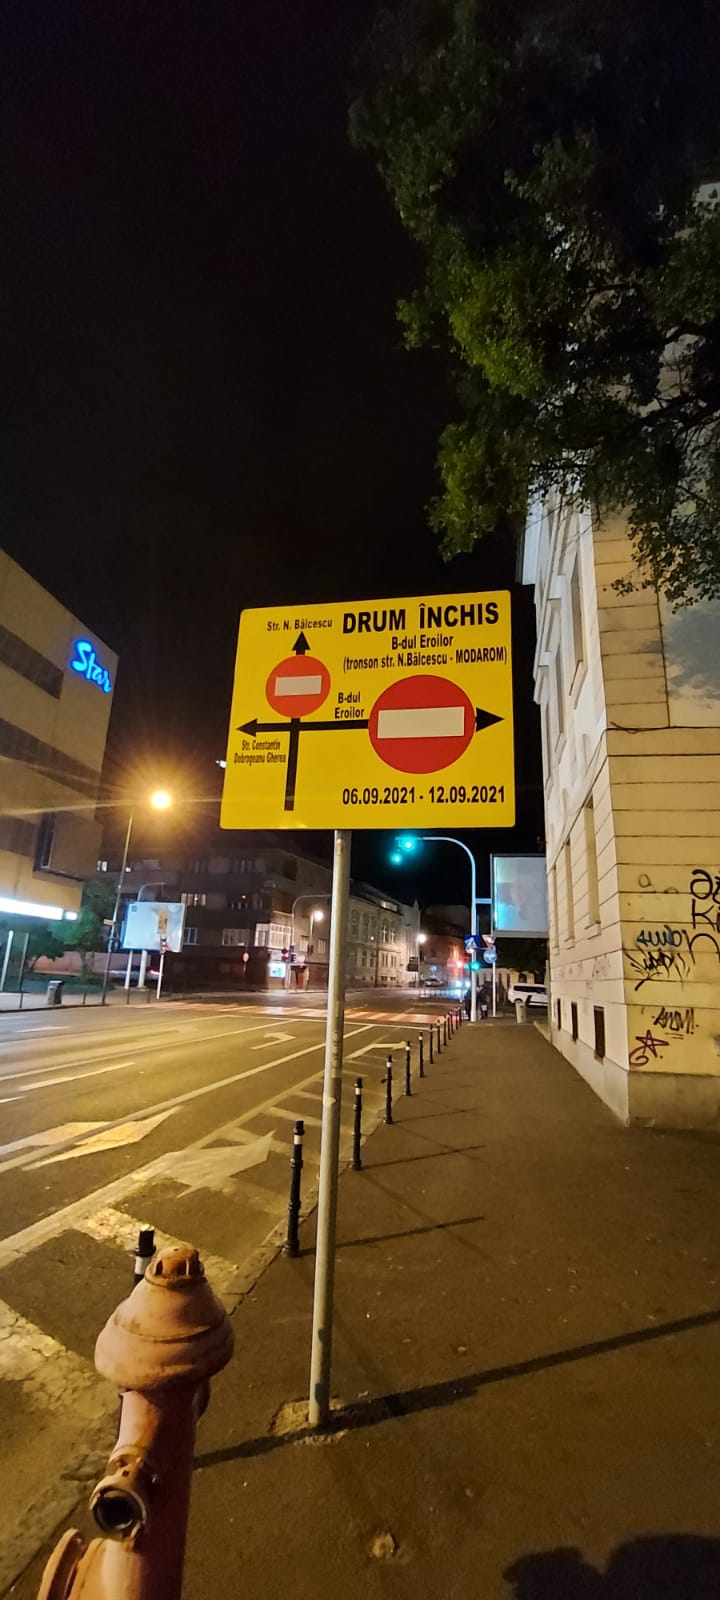 Str. N. Bălcescu
DRUM ÎNCHIS
B-dul Eroilor
(tronson str. N.Bălcescu - MODAROM)
B-dul
Eroilor
Str. Constantin
Dobrogeanu Gherea
06.09.2021 - 12.09.2021
Star